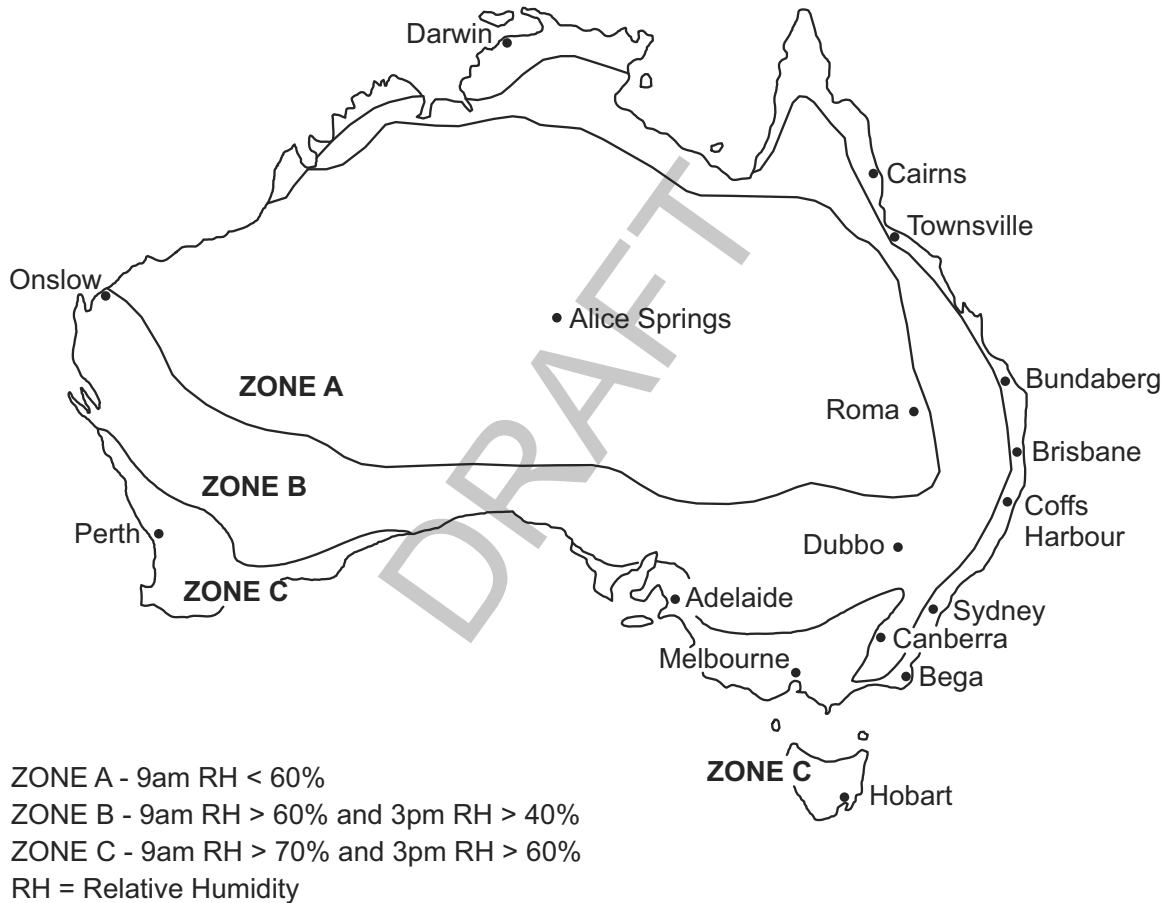 Darwin
Cairns
Townsville
Onslow
Alice Springs
ZONE A
Bundaberg
Roma
Brisbane
ZONE B
Coffs
Harbour
Perth
Dubbo
ZONE C
Adelaide
Sydney
Canberra
Melbourne
Bega
ZONE C
Hobart
DRAFT
ZONE A - 9am RH < 60%
ZONE B - 9am RH > 60% and 3pm RH > 40%
ZONE C - 9am RH > 70% and 3pm RH > 60%
RH = Relative Humidity